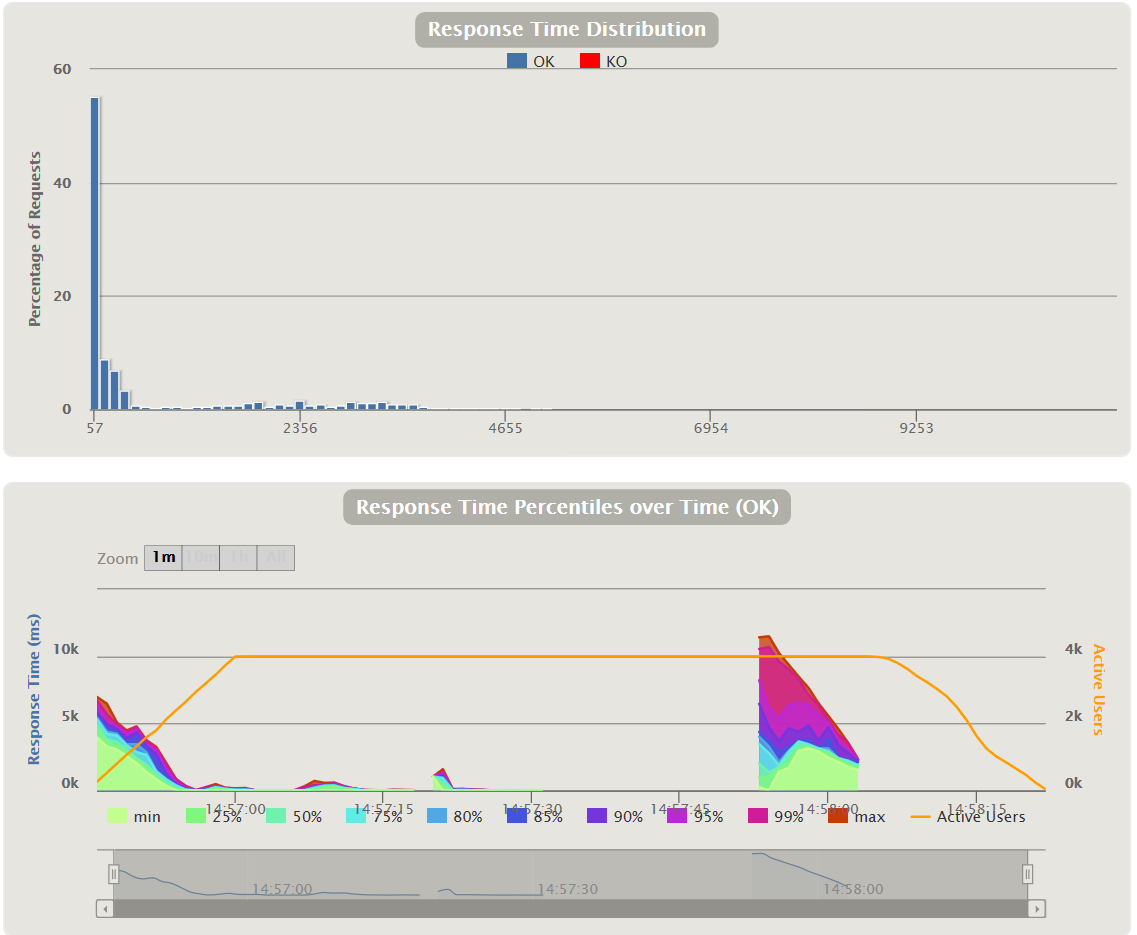 Response Time Distribution
OK KO
Percentage of Requests
60
40
20
0
57 2356 4655 6954 9253
Response Time Percentiles over Time (OK)
Zoom 1m 10m 1h All
Response Time (ms)
10k
5k
0k
Active Users
4k
2k
0k
14:57:00 14:57:15 14:57:30 14:57:45 14:58:00 14:58:15
min 25% 50% 75% 80% 85% 90% 95% 99% max Active Users
14:57:00 14:57:30 14:58:00